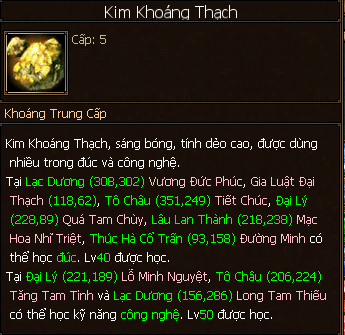 Kim Khoáng Thạch
Cấp: 5
Khoáng Trung Cấp
Kim Khoáng Thạch, sáng bóng, tính dẻo cao, được dùng
nhiều trong đúc và công nghệ.
Tại Lạc Dương (308,302) Vương Đức Phúc, Gia Luật Đại
Thạch (118,62), Tô Châu (351,249) Tiết Chúc, Đại Lý
(228,89) Quá Tam Chùy, Lâu Lan Thành (218,238) Mạc
Hoa Nhĩ Triệt, Thúc Hà Cổ Trấn (93,158) Đường Minh có
thể học đúc. Lv40 được học.
Tại Đại Lý (221,189) Lỗ Minh Nguyệt, Tô Châu (206,224)
Tăng Tam Tinh và Lạc Dương (156,286) Long Tam Thiếu
có thể học kỹ năng công nghệ. Lv50 được học.